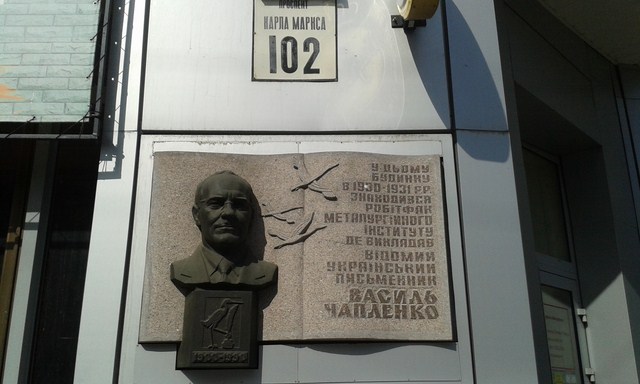 ПРОСПЕКТ
КАРЛА МАРКСА
102
У ЦЬОМУ
БУДИНКУ
В 1930-1931 Р.Р.
ЗНАХОДИВСЯ
РОБІТФАК
МЕТАЛУРГІЙНОГО
ІНСТИТУТУ
ДЕ ВИКЛАДАВ
ВІДОМИЙ
УКРАЇНСЬКИЙ
ПИСЬМЕННИК
ВАСИЛЬ
ЧАПЛЕНКО